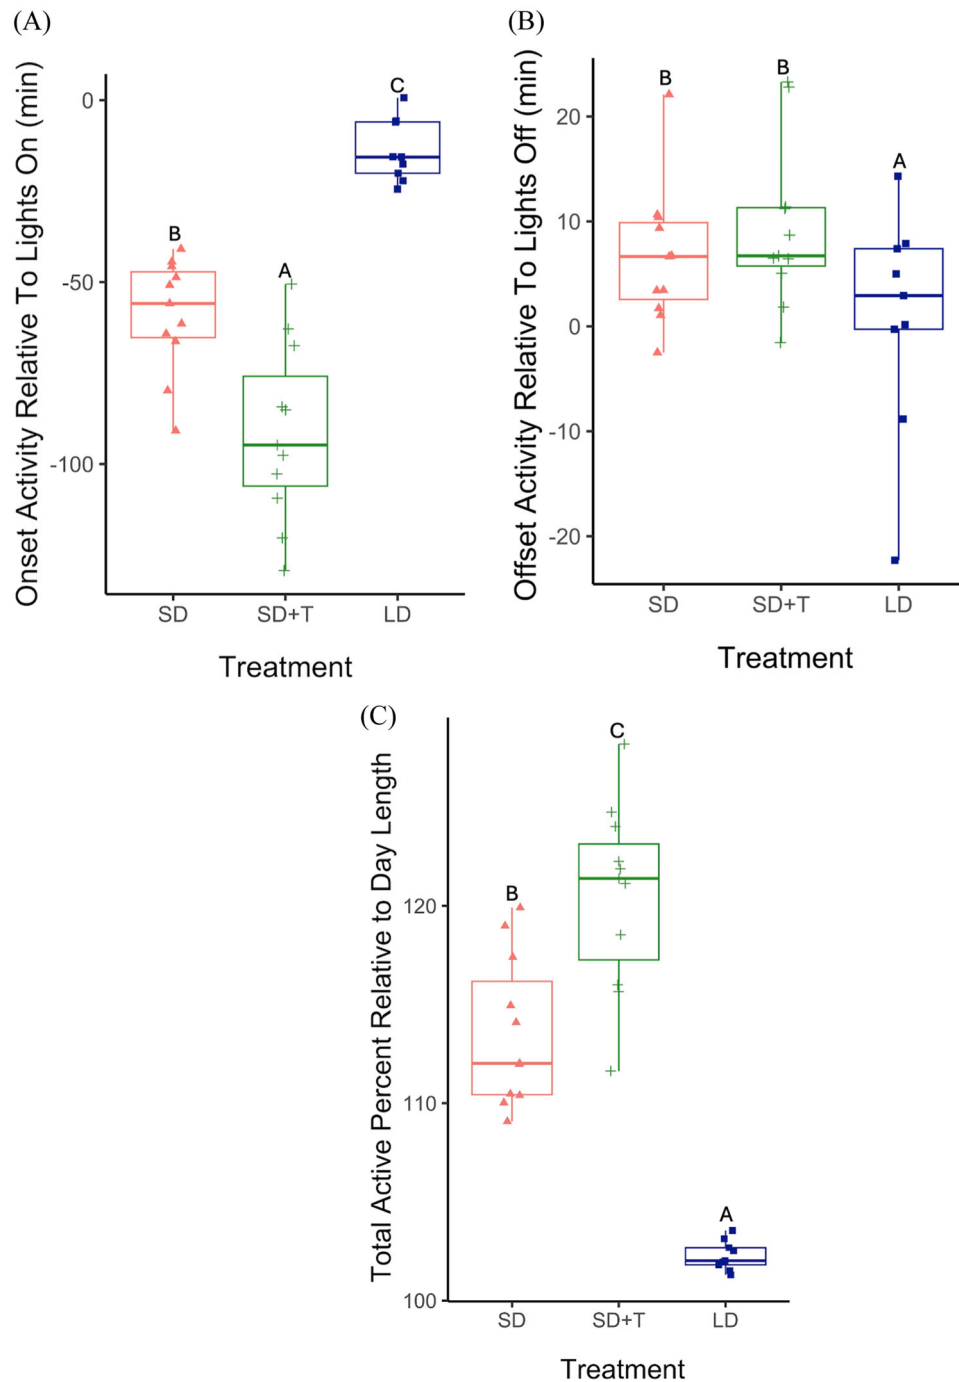 (A)
Onset Activity Relative To Lights On (min)
0
-50
-100
B
A
C
SD
SD+T
LD
Treatment
(B)
Offset Activity Relative To Lights Off (min)
20
10
0
-10
-20
B
B
A
SD
SD+T
LD
Treatment
(C)
Total Active Percent Relative to Day Length
120
110
100
B
C
A
SD
SD+T
LD
Treatment